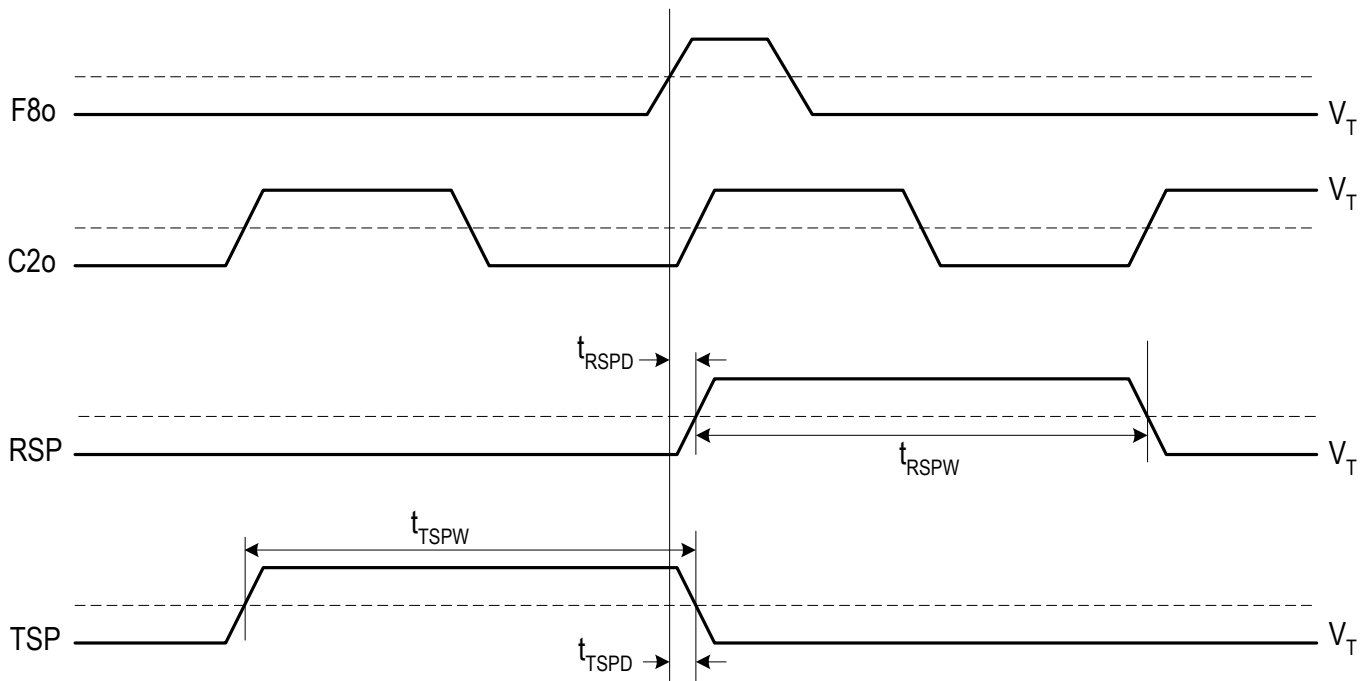 F8o
V_T
V_T
C2o
t_RSPD
RSP
t_RSPW
V_T
t_TSPW
TSP
V_T
t_TSPD